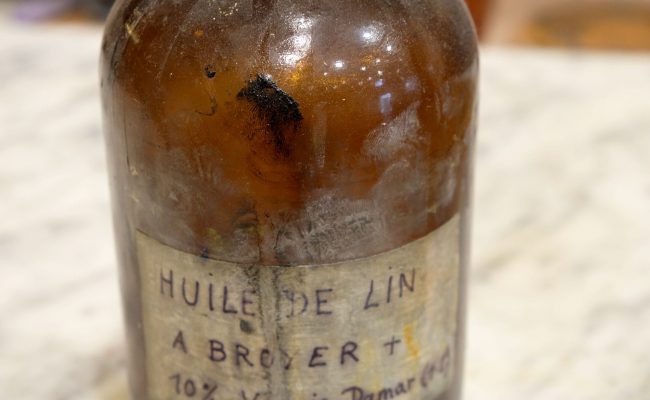 HUILE DE LIN
A BROYER +
10% Damar